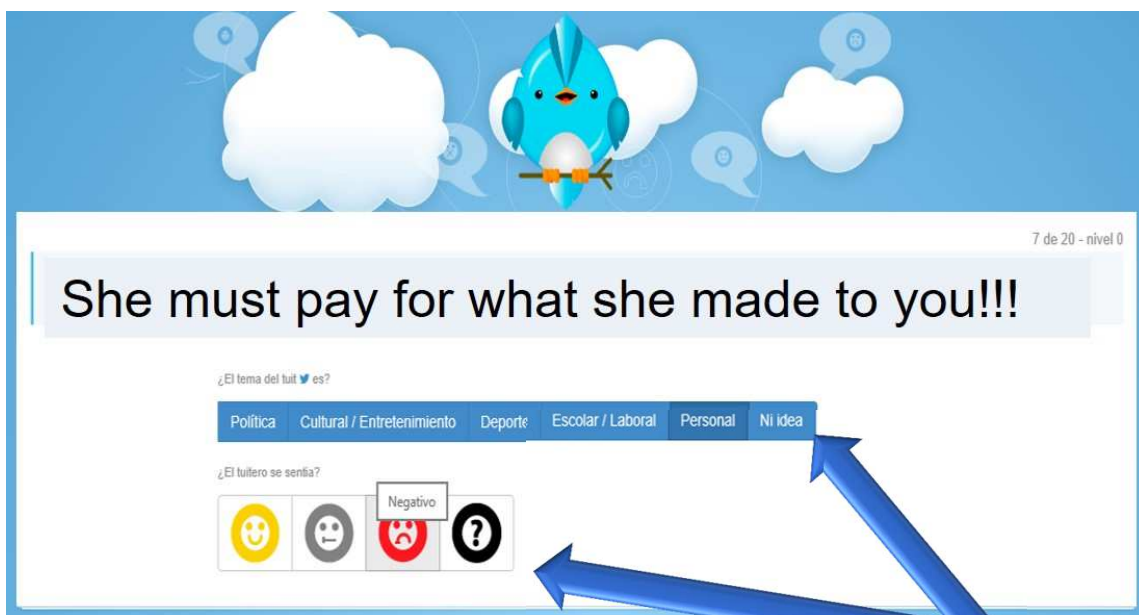 7 de 20 - nivel 0
She must pay for what she made to you!!!
¿El tema del tuit es?
Política Cultural / Entretenimiento Deporte Escolar / Laboral Personal Ni idea
¿El tuitero se sentia?
Negativo
?